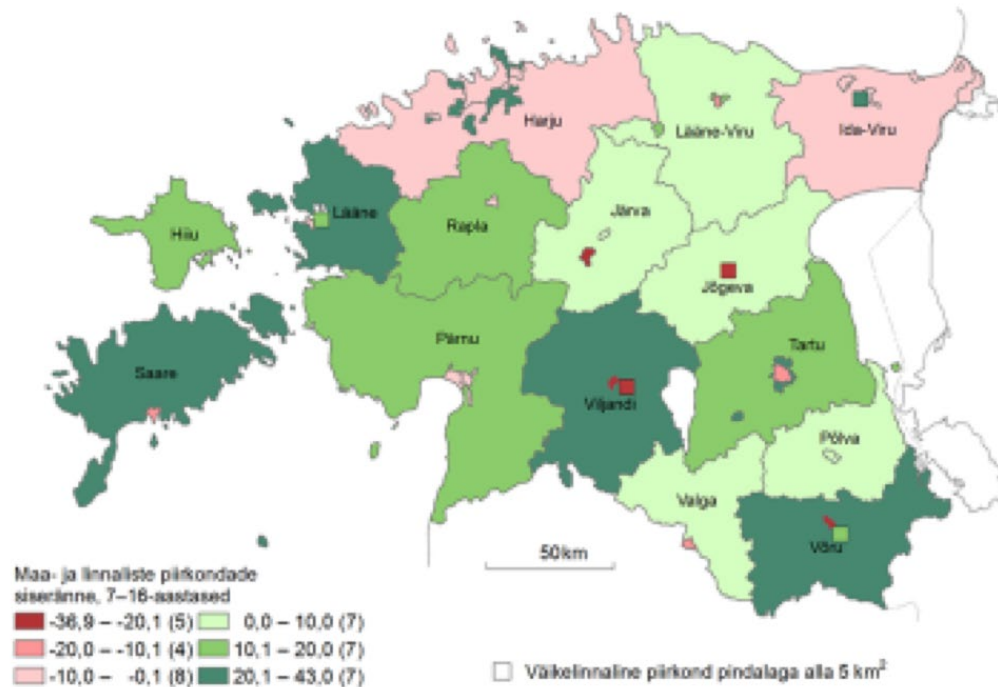 Harju
Lääne-Viru
Ida-Viru
Lääne
Rapla
Järva
Hiiu
Jõgeva
Pärnu
Tartu
Saare
Viljandi
Põlva
Valga
Võru
50 km
Maa- ja linnaliste piirkondade
siseränne, 7–16-aastased
-36,9 – -20,1 (5) 0,0 – 10,0 (7)
-20,0 – -10,1 (4) 10,1 – 20,0 (7)
-10,0 – -0,1 (8) 20,1 – 43,0 (7)
Väikelinnaline piirkond pindalaga alla 5 km²